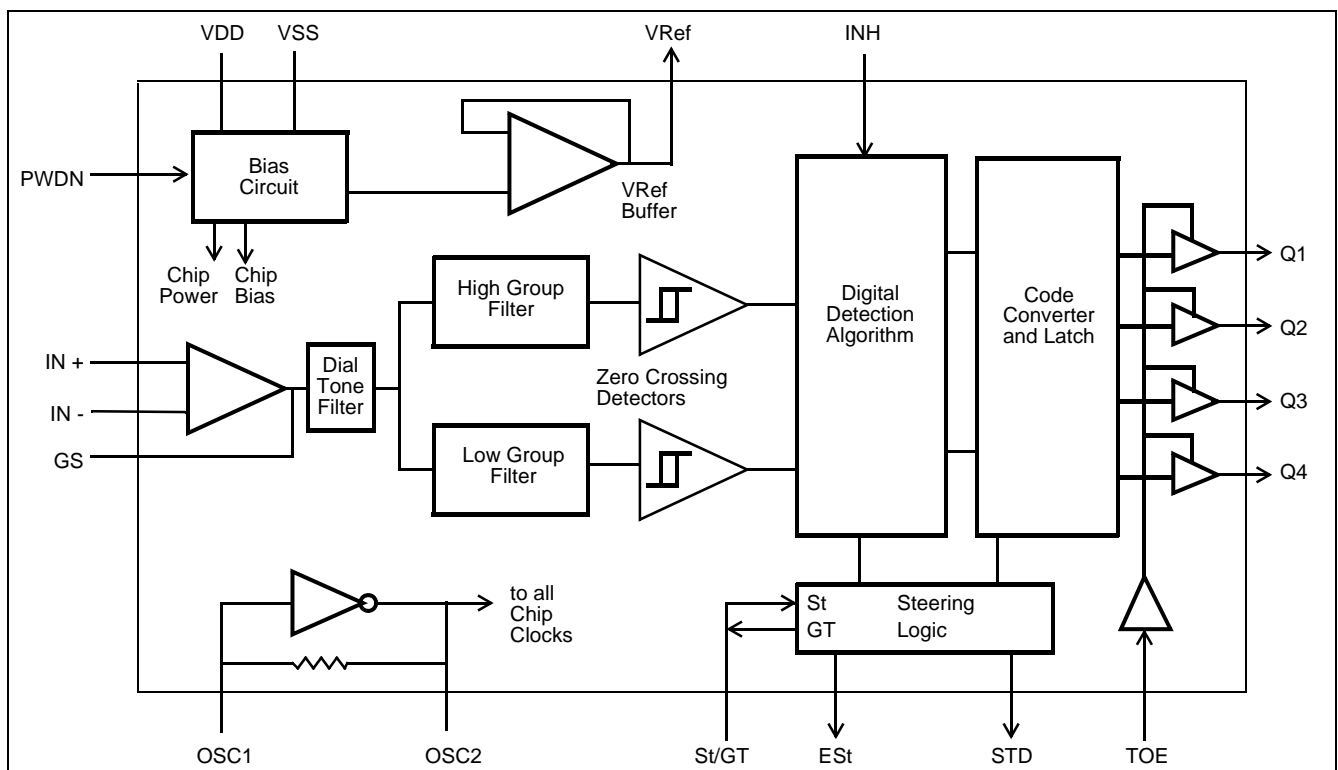 VDD
VSS
VRef
INH
PWDN
Bias
Circuit
VRef
Buffer
Chip
Power
Chip
Bias
High Group
Filter
Digital
Detection
Algorithm
Code
Converter
and Latch
Q1
Q2
Q3
Q4
IN +
IN -
GS
Dial
Tone
Filter
Zero Crossing
Detectors
Low Group
Filter
to all
Chip
Clocks
St
Steering
GT
Logic
OSC1
OSC2
St/GT
ESt
STD
TOE